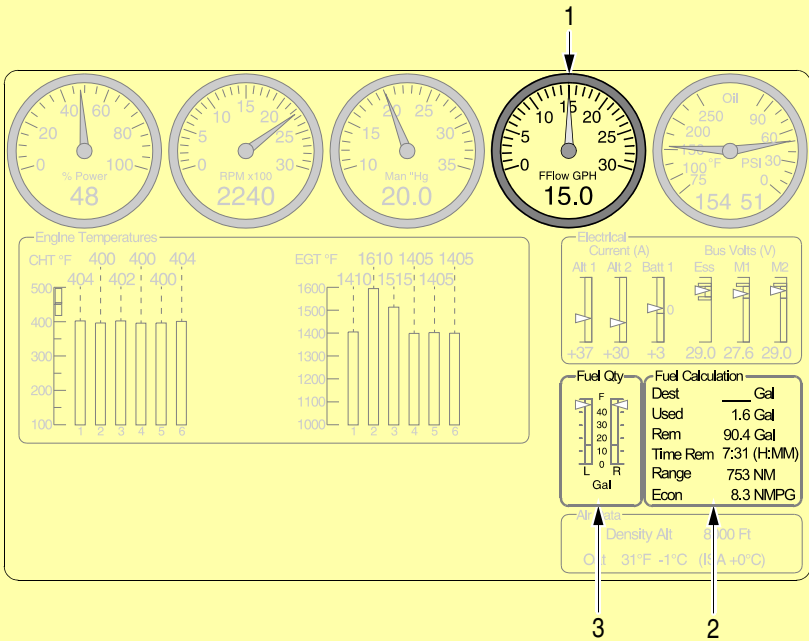 1
40 60
20 80
0 100
% Power
48
15
10 20
5 25
0 30
RPM x100
2240
20
25
15 30
10 35
Man "Hg
20.0
15
10 20
5 25
0 30
FFlow GPH
15.0
Oil
250 90
200 60
150 °F PSI 30
100
75 0
154 51
Engine Temperatures
CHT °F 400 400 404
404 402 400
500
400
300
200
100
1 2 3 4 5 6
EGT °F 1610 1405 1405
1410 1515 1405
1600
1500
1400
1300
1200
1100
1000
1 2 3 4 5 6
Electrical
Current (A) Bus Volts (V)
Alt 1 Alt 2 Batt 1 Ess M1 M2
0
+37 +30 +3 29.0 27.6 29.0
Fuel Qty
F
40
30
20
10
0
L R
Gal
Fuel Calculation
Dest ___ Gal
Used 1.6 Gal
Rem 90.4 Gal
Time Rem 7:31 (H:MM)
Range 753 NM
Econ 8.3 NMPG
Air Data
Density Alt 8000 Ft
Oat 31°F -1°C (ISA +0°C)
3 2